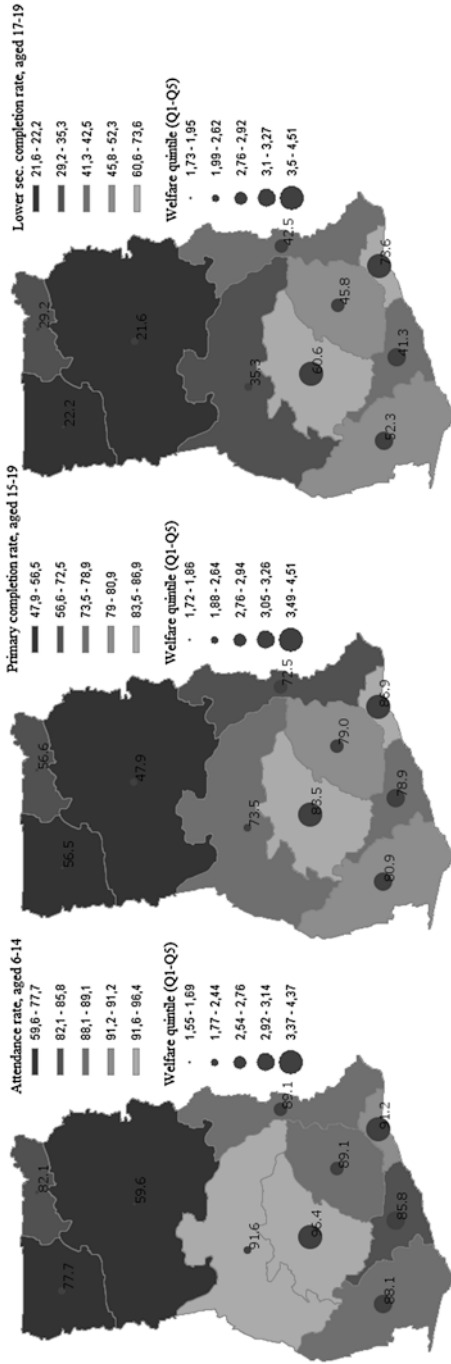 Attendance rate aged 6-14
59,6 - 77,7
82,1 - 85,8
88,1 - 89,1
91,2 - 91,2
91,6 - 96,4
Welfare quintile (Q1-Q5)
1,55 - 1,69
1,77 - 2,44
2,54 - 2,76
2,92 - 3,14
3,37 - 4,37
77.7
82.1
59.6
91.6
89.1
96.4
89.1
88.1
85.8
91.2
Primary completion rate, aged 15-19
47,9 - 56,5
56,6 - 72,5
73,5 - 78,9
79 - 80,9
83,5 - 86,9
Welfare quintile (Q1-Q5)
1,72 - 1,86
1,88 - 2,64
2,76 - 2,94
3,05 - 3,26
3,49 - 4,51
56.5
56.6
47.9
73.5
72.5
83.5
79.0
80.9
78.9
86.9
Lower sec. completion rate, aged 17-19
21,6 - 22,2
29,2 - 35,3
41,3 - 42,5
45,8 - 52,3
60,6 - 73,6
Welfare quintile (Q1-Q5)
1,73 - 1,95
1,99 - 2,62
2,76 - 2,92
3,1 - 3,27
3,5 - 4,51
22.2
29.2
21.6
35.3
42.5
60.6
45.8
52.3
41.3
73.6